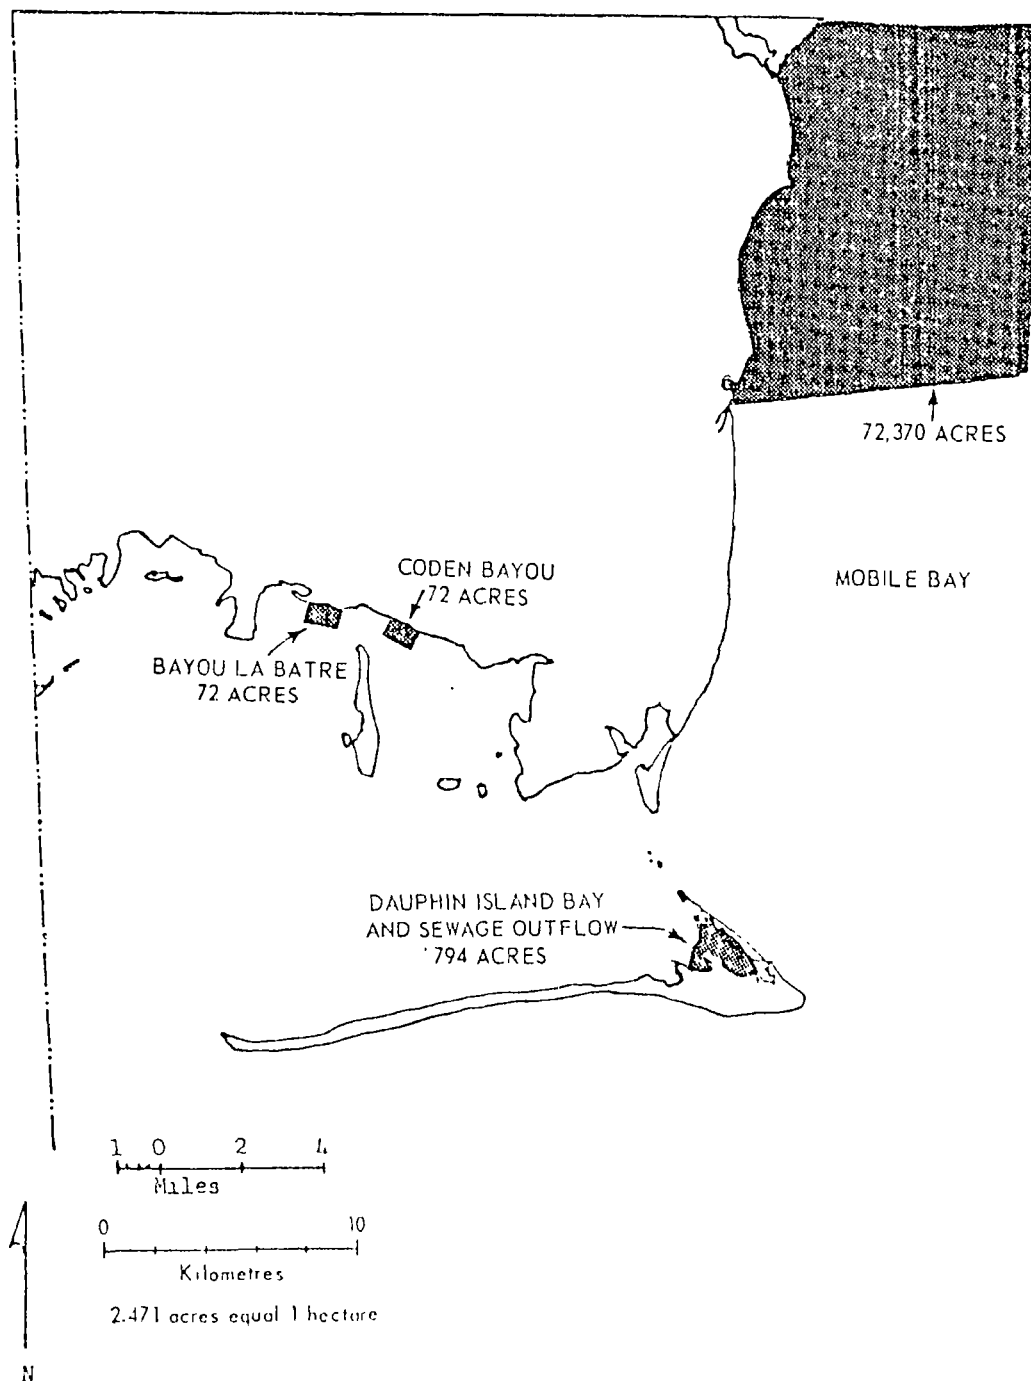 72,370 ACRES
MOBILE BAY
CODEN BAYOU
72 ACRES
BAYOU LA BATRE
72 ACRES
DAUPHIN ISLAND BAY
AND SEWAGE OUTFLOW
794 ACRES
1 0 2 4
Miles
0 10
Kilometres
2.471 acres equal 1 hectare
N